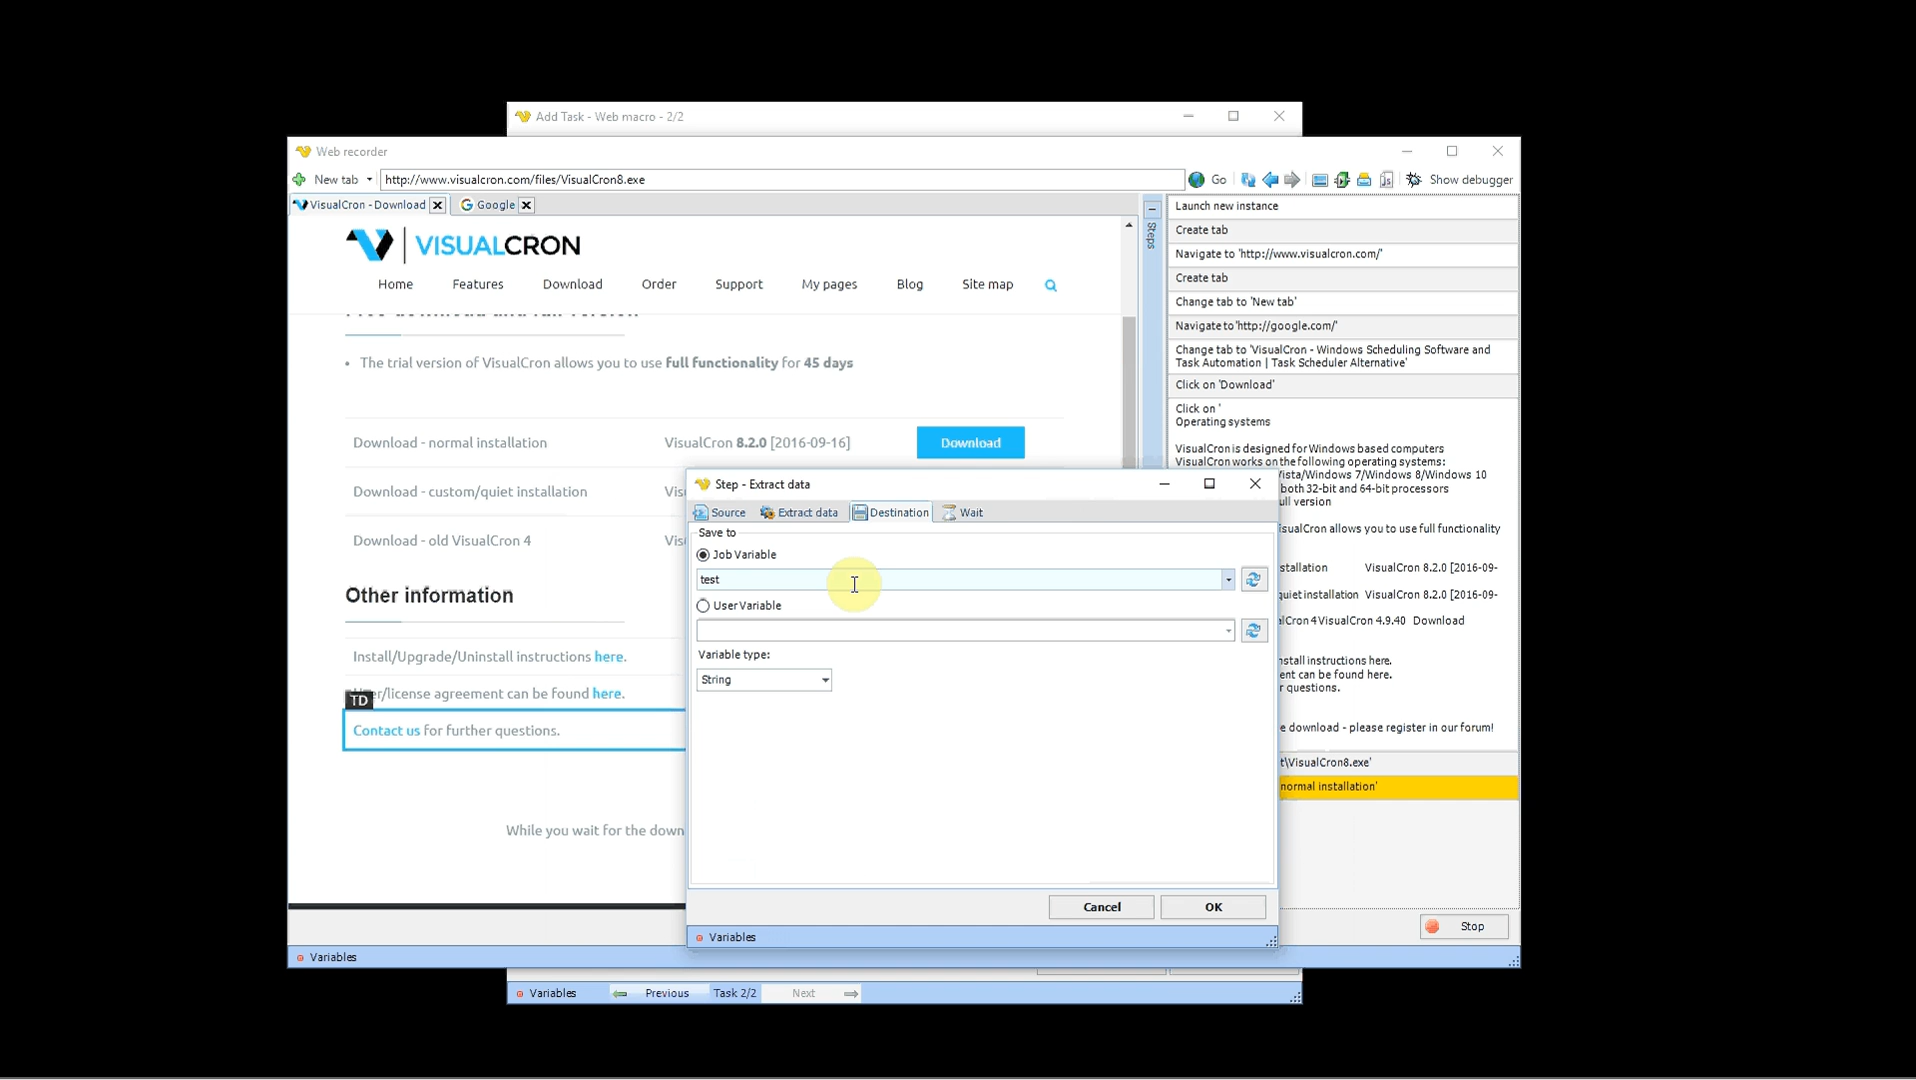 Add Task - Web macro - 2/2
Web recorder
New tab
http://www.visualcron.com/files/VisualCron8.exe
Go
Show debugger
VisualCron - Download
Google
VISUALCRON
Home Features Download Order Support My pages Blog Site map
• The trial version of VisualCron allows you to use full functionality for 45 days
Download - normal installation VisualCron 8.2.0 [2016-09-16] Download
Download - custom/quiet installation
Download - old VisualCron 4
Other information
Install/Upgrade/Uninstall instructions here.
er/license agreement can be found here.
TD
Contact us for further questions.
While you wait for the down
Steps
Launch new instance
Create tab
Navigate to 'http://www.visualcron.com/'
Create tab
Change tab to 'New tab'
Navigate to 'http://google.com/'
Change tab to 'VisualCron - Windows Scheduling Software and
Task Automation | Task Scheduler Alternative'
Click on 'Download'
Click on '
Operating systems
VisualCron is designed for Windows based computers
VisualCron works on the following operating systems:
ista/Windows 7/Windows 8/Windows 10
both 32-bit and 64-bit processors
ull version
isualCron allows you to use full functionality
stallation VisualCron 8.2.0 [2016-09-
quiet installation VisualCron 8.2.0 [2016-09-
lCron 4 VisualCron 4.9.40 Download
stall instructions here.
ent can be found here.
r questions.
e download - please register in our forum!
t\VisualCron8.exe'
normal installation'
Stop
Step - Extract data
Source Extract data Destination Wait
Save to
Job Variable
test
User Variable
Variable type:
String
Cancel OK
Variables
Variables
Variables Previous Task 2/2 Next